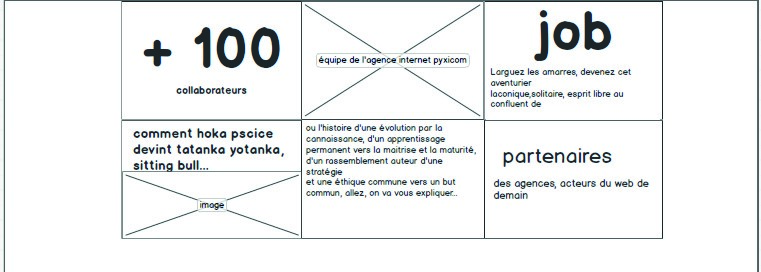 + 100
collaborateurs
équipe de l'agence internet pyxicom
job
Larguez les amarres, devenez cet
aventurier
laconique,solitaire, esprit libre au
confluent de
comment hoka pscice
devint tatanka yotanka,
sitting bull...
image
ou l'histoire d'une évolution par la
cannaissance, d'un apprentissage
permanent vers la maitrise et la maturité,
d'un rassemblement auteur d'une
stratégie
et une éthique commune vers un but
commun, allez, on va vous expliquer...
partenaires
des agences, acteurs du web de
demain